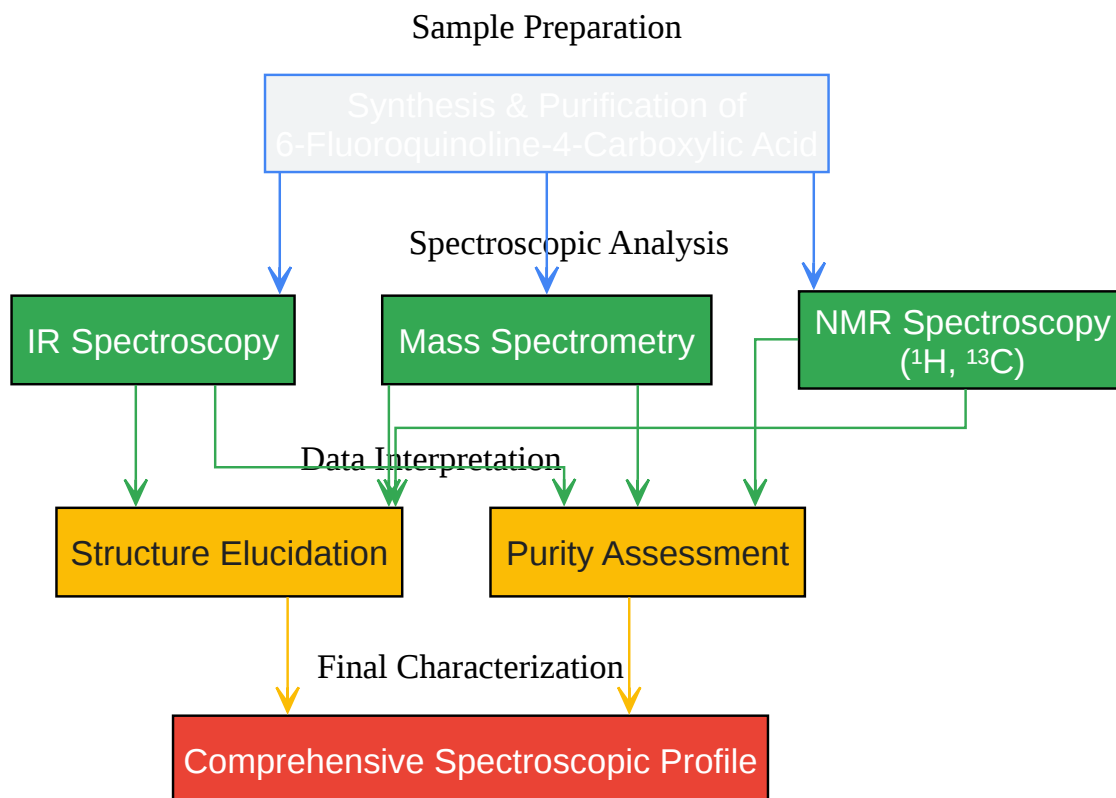 Sample Preparation
Synthesis & Purification of
6-Fluoroquinoline-4-Carboxylic Acid
Spectroscopic Analysis
IR Spectroscopy
Mass Spectrometry
NMR Spectroscopy
(¹H, ¹³C)
Data Interpretation
Structure Elucidation
Purity Assessment
Final Characterization
Comprehensive Spectroscopic Profile